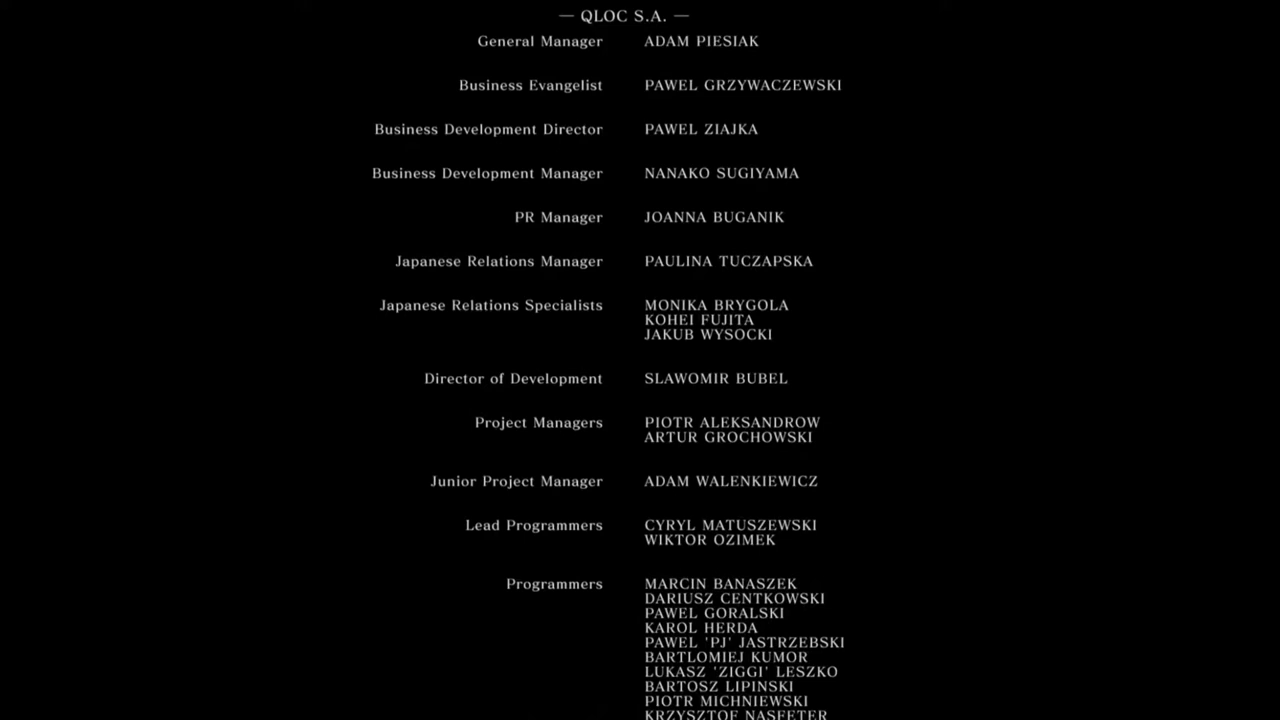 — QLOC S.A. —
General Manager ADAM PIESIAK
Business Evangelist PAWEL GRZYWACZEWSKI
Business Development Director PAWEL ZIAJKA
Business Development Manager NANAKO SUGIYAMA
PR Manager JOANNA BUGANIK
Japanese Relations Manager PAULINA TUCZAPSKA
Japanese Relations Specialists MONIKA BRYGOLA
KOHEI FUJITA
JAKUB WYSOCKI
Director of Development SLAWOMIR BUBEL
Project Managers PIOTR ALEKSANDROW
ARTUR GROCHOWSKI
Junior Project Manager ADAM WALENKIEWICZ
Lead Programmers CYRYL MATUSZEWSKI
WIKTOR OZIMEK
Programmers MARCIN BANASZEK
DARIUSZ CENTKOWSKI
PAWEL GORALSKI
KAROL HERDA
PAWEL 'PJ' JASTRZEBSKI
BARTLOMIEJ KUMOR
LUKASZ 'ZIGGI' LESZKO
BARTOSZ LIPINSKI
PIOTR MICHNIEWSKI
KRZYSZTOF NASFETER